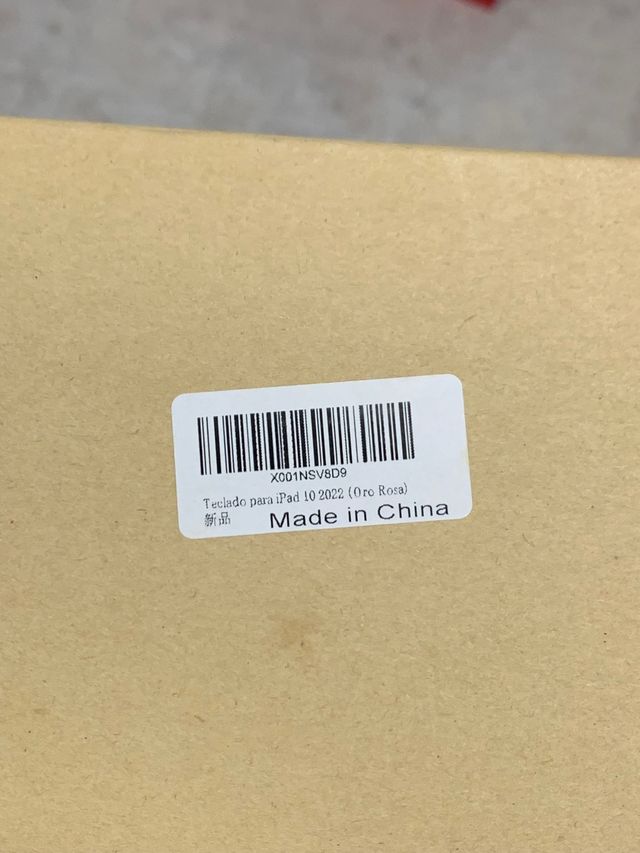 X001NSV8D9
Teclado para iPad 10 2022 (Oro Rosa)
新品 Made in China